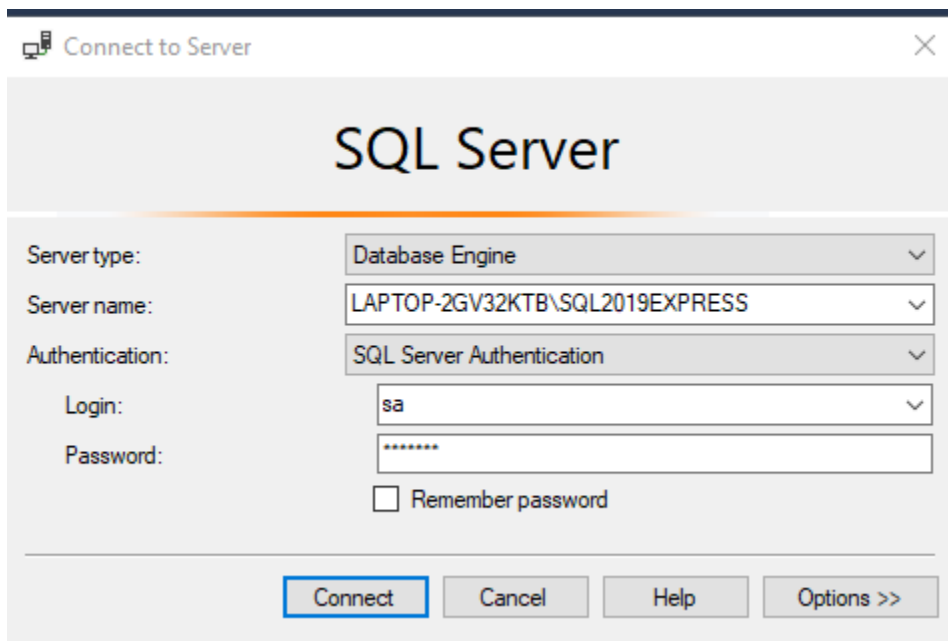 Connect to Server
SQL Server
Server type: Database Engine
Server name: LAPTOP-2GV32KTB\SQL2019EXPRESS
Authentication: SQL Server Authentication
Login: sa
Password: *******
Remember password
Connect Cancel Help Options >>